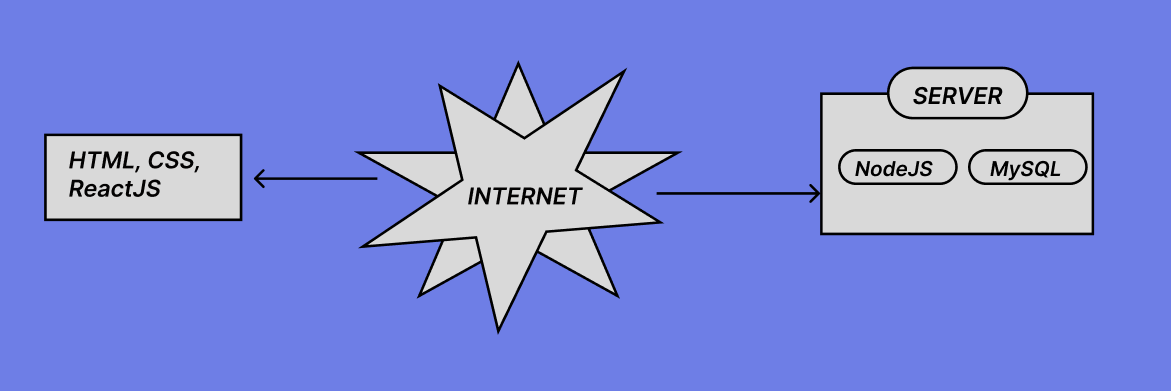 HTML, CSS,
ReactJS
INTERNET
SERVER
NodeJS
MySQL